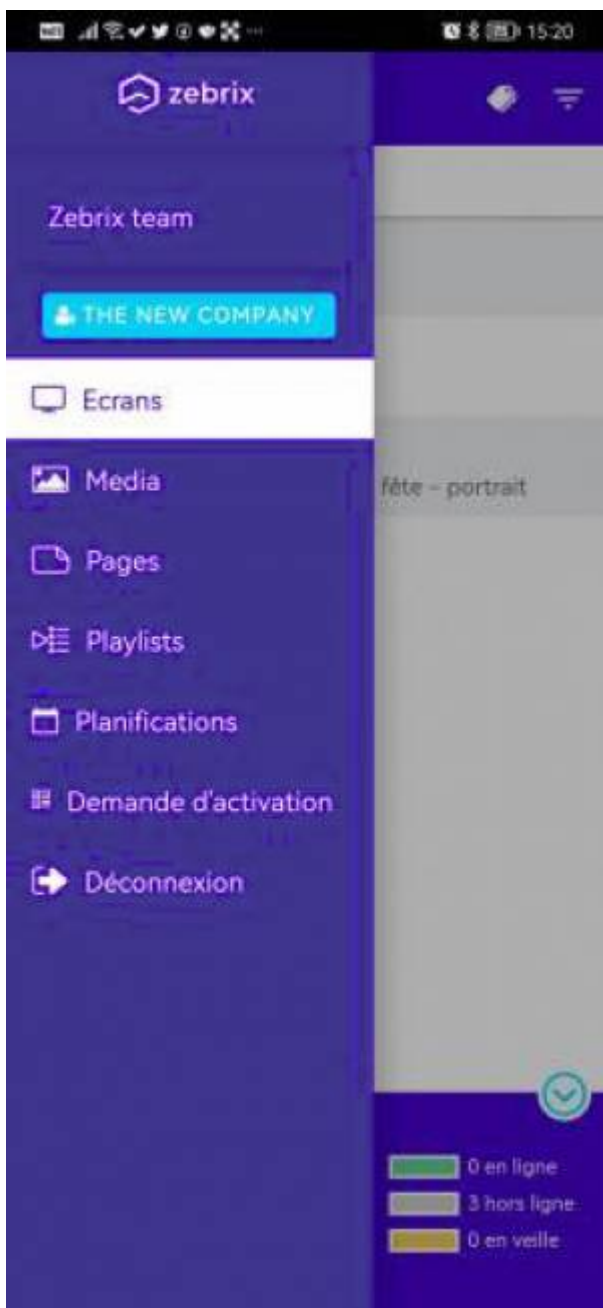 15:20
zebrix
Zebrix team
THE NEW COMPANY
Ecrans
Media
fête - portrait
Pages
Playlists
Planifications
Demande d'activation
Déconnexion
0 en ligne
3 hors ligne
0 en veille